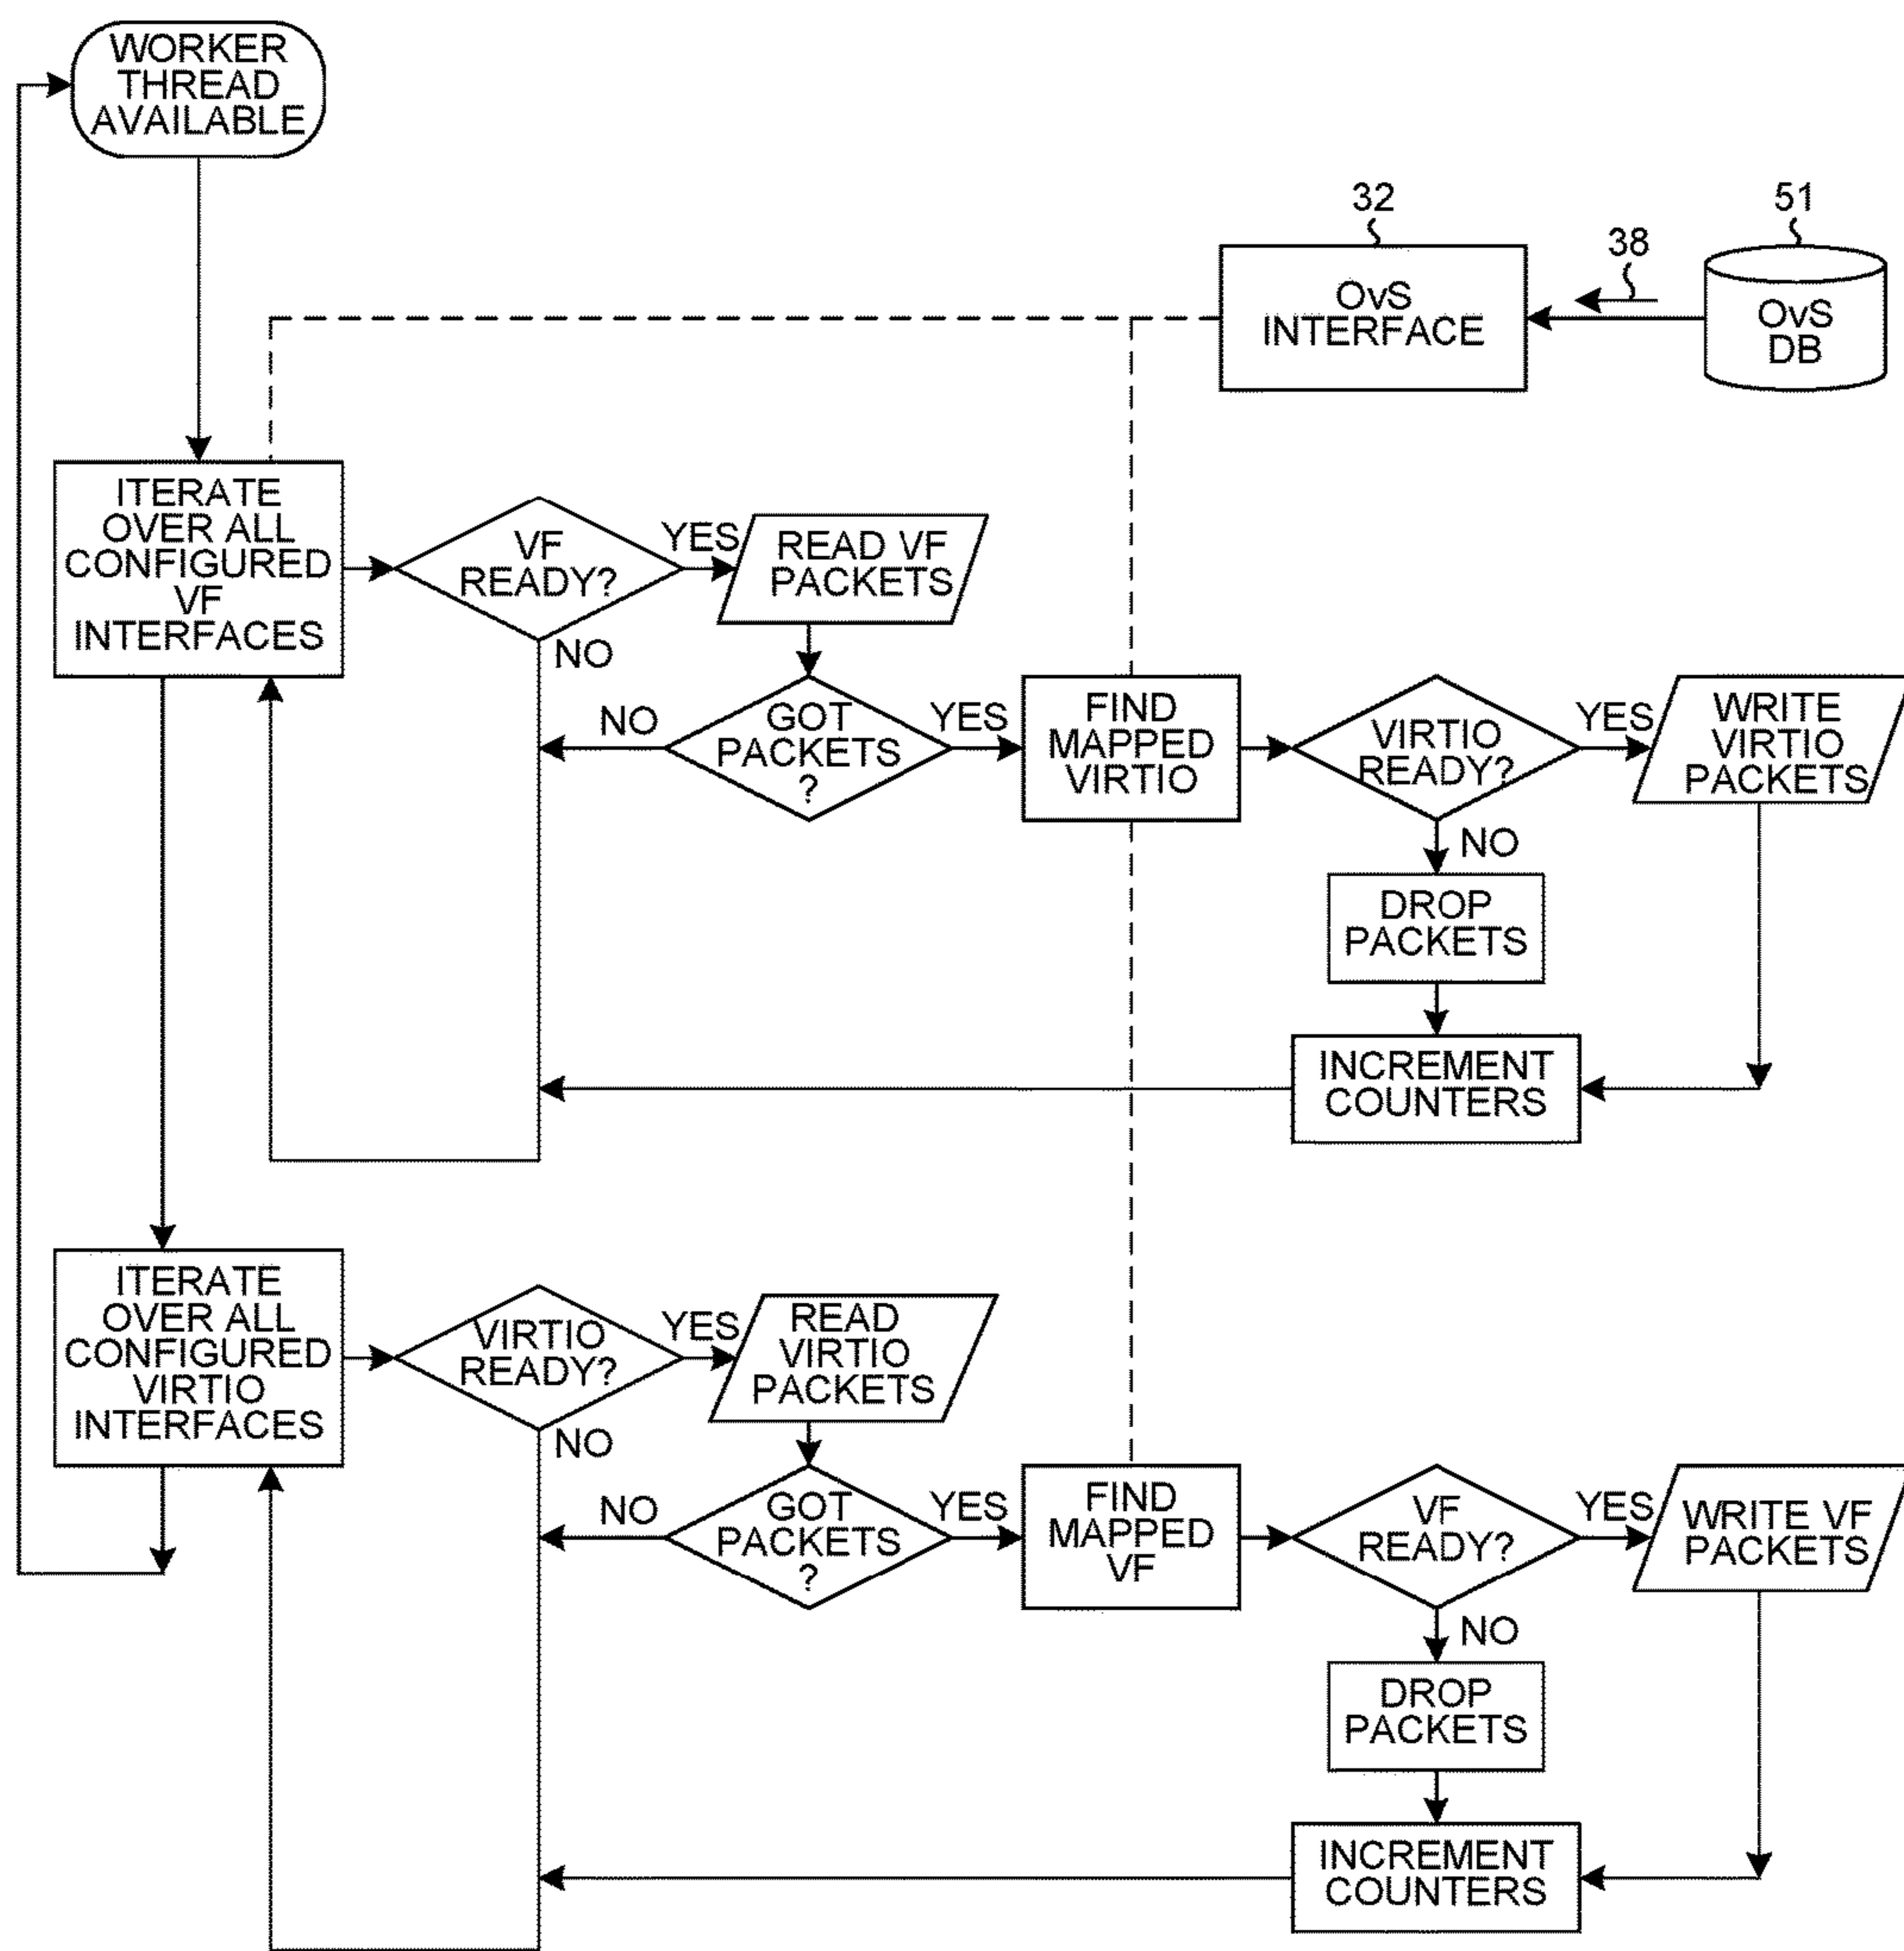 WORKER
THREAD
AVAILABLE
32
51
38
OvS
INTERFACE
OvS
DB
ITERATE
OVER ALL
CONFIGURED
VF
INTERFACES
VF
READY?
YES
NO
READ VF
PACKETS
NO
GOT
PACKETS
?
YES
FIND
MAPPED
VIRTIO
VIRTIO
READY?
YES
NO
WRITE
VIRTIO
PACKETS
DROP
PACKETS
INCREMENT
COUNTERS
ITERATE
OVER ALL
CONFIGURED
VIRTIO
INTERFACES
VIRTIO
READY?
YES
NO
READ
VIRTIO
PACKETS
NO
GOT
PACKETS
?
YES
FIND
MAPPED
VF
VF
READY?
YES
NO
WRITE VF
PACKETS
DROP
PACKETS
INCREMENT
COUNTERS